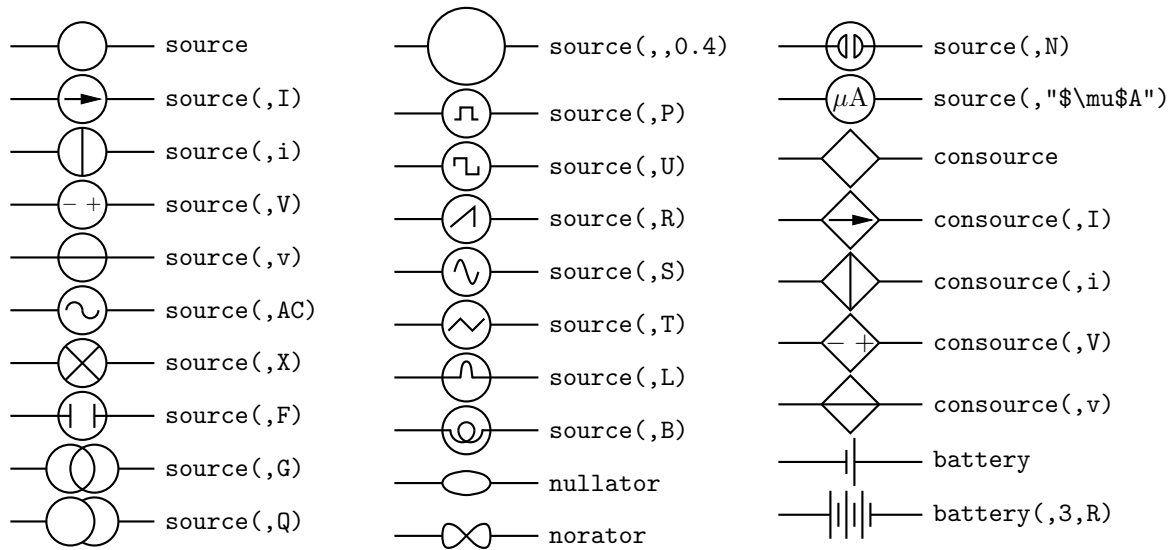 source
source(,I)
source(,i)
− +
source(,V)
source(,v)
source(,AC)
source(,X)
source(,F)
source(,G)
source(,Q)
source(,,0.4)
source(,P)
source(,U)
source(,R)
source(,S)
source(,T)
source(,L)
source(,B)
nullator
norator
source(,N)
μA
source(,"$\mu$A")
consource
consource(,I)
consource(,i)
− +
consource(,V)
consource(,v)
battery
battery(,3,R)